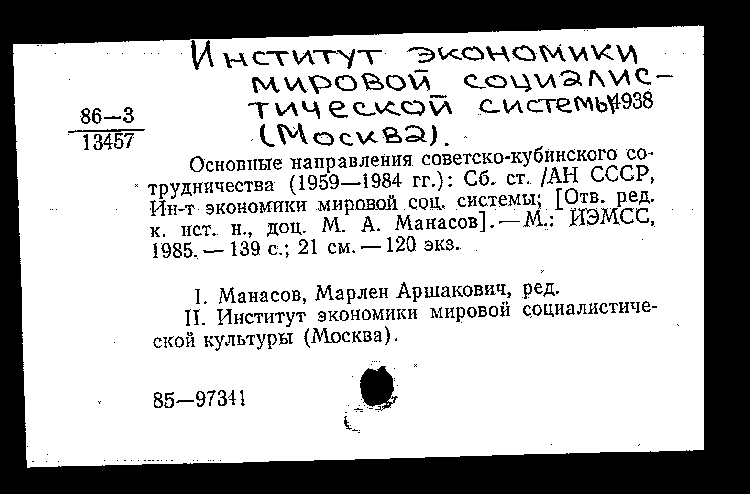 Институт экономики
мировой социалис-
86—3
тической системы
4938
13457
(Москва).
Основные направления советско-кубинского со-
трудничества (1959—1984 гг.): Сб. ст. /АН СССР,
Ин-т экономики мировой соц. системы; [Отв. ред.
к. ист. н., доц. М. А. Манасов]. — М.: ИЭМСС,
1985. — 139 с.; 21 см. — 120 экз.
I. Манасов, Марлен Аршакович, ред.
II. Институт экономики мировой социалистиче-
ской культуры (Москва).
85—97341